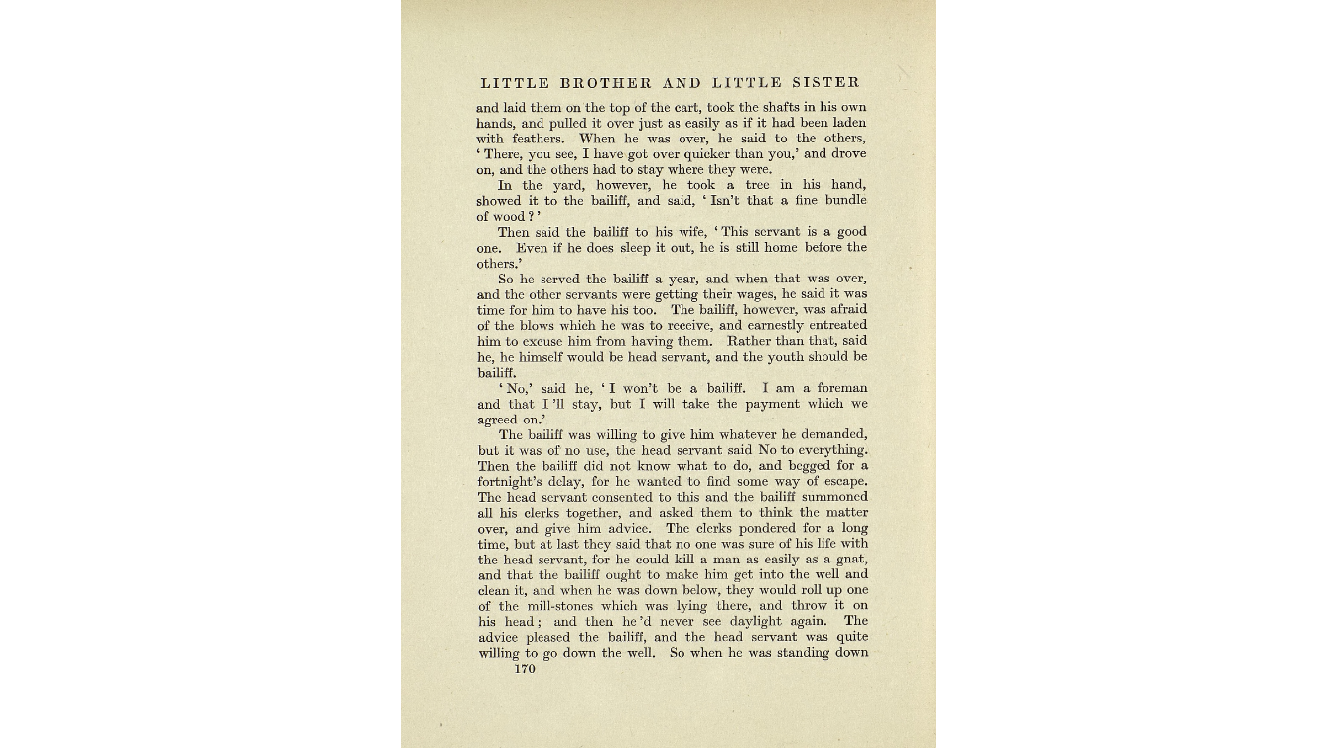 LITTLE BROTHER AND LITTLE SISTER
and laid them on the top of the cart, took the shafts in his own
hands, and pulled it over just as easily as if it had been laden
with feathers. When he was over, he said to the others,
‘ There, you see, I have got over quicker than you,’ and drove
on, and the others had to stay where they were.
In the yard, however, he took a tree in his hand,
showed it to the bailiff, and said, ‘ Isn’t that a fine bundle
of wood ? ’
Then said the bailiff to his wife, ‘ This servant is a good
one. Even if he does sleep it out, he is still home before the
others.’
So he served the bailiff a year, and when that was over,
and the other servants were getting their wages, he said it was
time for him to have his too. The bailiff, however, was afraid
of the blows which he was to receive, and earnestly entreated
him to excuse him from having them. Rather than that, said
he, he himself would be head servant, and the youth should be
bailiff.
‘ No,’ said he, ‘ I won’t be a bailiff. I am a foreman
and that I ’ll stay, but I will take the payment which we
agreed on.’
The bailiff was willing to give him whatever he demanded,
but it was of no use, the head servant said No to everything.
Then the bailiff did not know what to do, and begged for a
fortnight’s delay, for he wanted to find some way of escape.
The head servant consented to this and the bailiff summoned
all his clerks together, and asked them to think the matter
over, and give him advice. The clerks pondered for a long
time, but at last they said that no one was sure of his life with
the head servant, for he could kill a man as easily as a gnat,
and that the bailiff ought to make him get into the well and
clean it, and when he was down below, they would roll up one
of the mill-stones which was lying there, and throw it on
his head ; and then he ’d never see daylight again. The
advice pleased the bailiff, and the head servant was quite
willing to go down the well. So when he was standing down
170